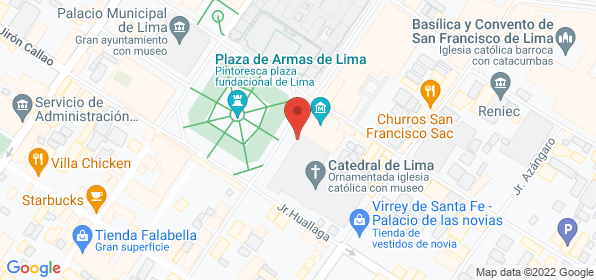 Palacio Municipal
de Lima
Gran ayuntamiento
con museo
Jirón Callao
Plaza de Armas de Lima
Pintoresca plaza
fundacional de Lima
Basílica y Convento de
San Francisco de Lima
Iglesia católica barroca
con catacumbas
Servicio de
Administración...
Churros San
Francisco Sac
Reniec
Villa Chicken
Starbucks
Catedral de Lima
Ornamentada iglesia
católica con museo
Jr. Azángaro
Jr. Huallaga
Virrey de Santa Fe -
Palacio de las novias
Tienda de
vestidos de novia
Tienda Falabella
Gran superficie
P
Google
Map data ©2022 Google